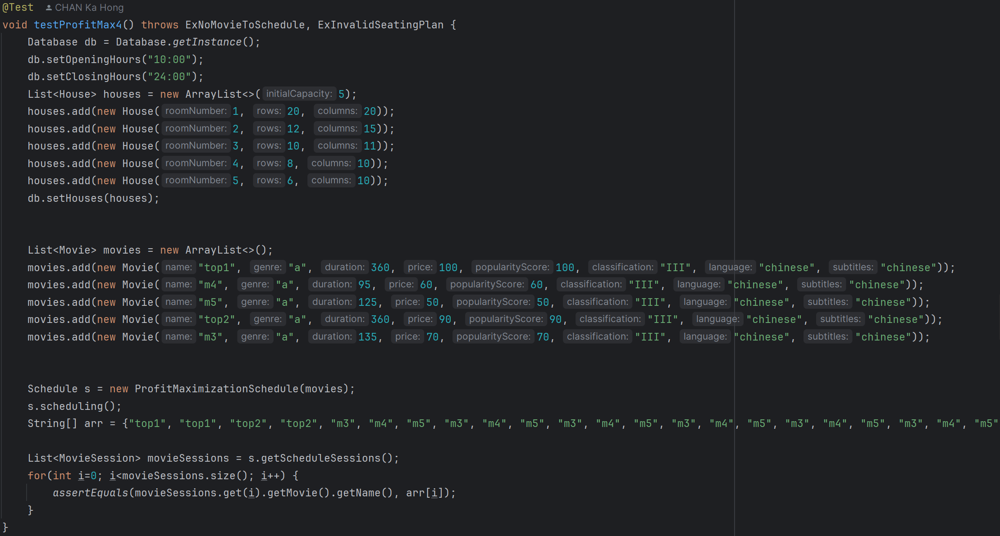 @Test CHAN Ka Hong
void testProfitMax4() throws ExNoMovieToSchedule, ExInvalidSeatingPlan {
Database db = Database.getInstance();
db.setOpeningHours("10:00");
db.setClosingHours("24:00");
List<House> houses = new ArrayList<>( initialCapacity: 5);
houses.add(new House( roomNumber: 1, rows: 20, columns: 20));
houses.add(new House( roomNumber: 2, rows: 12, columns: 15));
houses.add(new House( roomNumber: 3, rows: 10, columns: 11));
houses.add(new House( roomNumber: 4, rows: 8, columns: 10));
houses.add(new House( roomNumber: 5, rows: 6, columns: 10));
db.setHouses(houses);
List<Movie> movies = new ArrayList<>();
movies.add(new Movie( name: "top1", genre: "a", duration: 360, price: 100, popularityScore: 100, classification: "III", language: "chinese", subtitles: "chinese"));
movies.add(new Movie( name: "m4", genre: "a", duration: 95, price: 60, popularityScore: 60, classification: "III", language: "chinese", subtitles: "chinese"));
movies.add(new Movie( name: "m5", genre: "a", duration: 125, price: 50, popularityScore: 50, classification: "III", language: "chinese", subtitles: "chinese"));
movies.add(new Movie( name: "top2", genre: "a", duration: 360, price: 90, popularityScore: 90, classification: "III", language: "chinese", subtitles: "chinese"));
movies.add(new Movie( name: "m3", genre: "a", duration: 135, price: 70, popularityScore: 70, classification: "III", language: "chinese", subtitles: "chinese"));
Schedule s = new ProfitMaximizationSchedule(movies);
s.scheduling();
String[] arr = {"top1", "top1", "top2", "top2", "m3", "m4", "m5", "m3", "m4", "m5", "m3", "m4", "m5", "m3", "m4", "m5", "m3", "m4", "m5", "m3", "m4", "m5"
List<MovieSession> movieSessions = s.getScheduleSessions();
for(int i=0; i<movieSessions.size(); i++) {
assertEquals(movieSessions.get(i).getMovie().getName(), arr[i]);
}
}